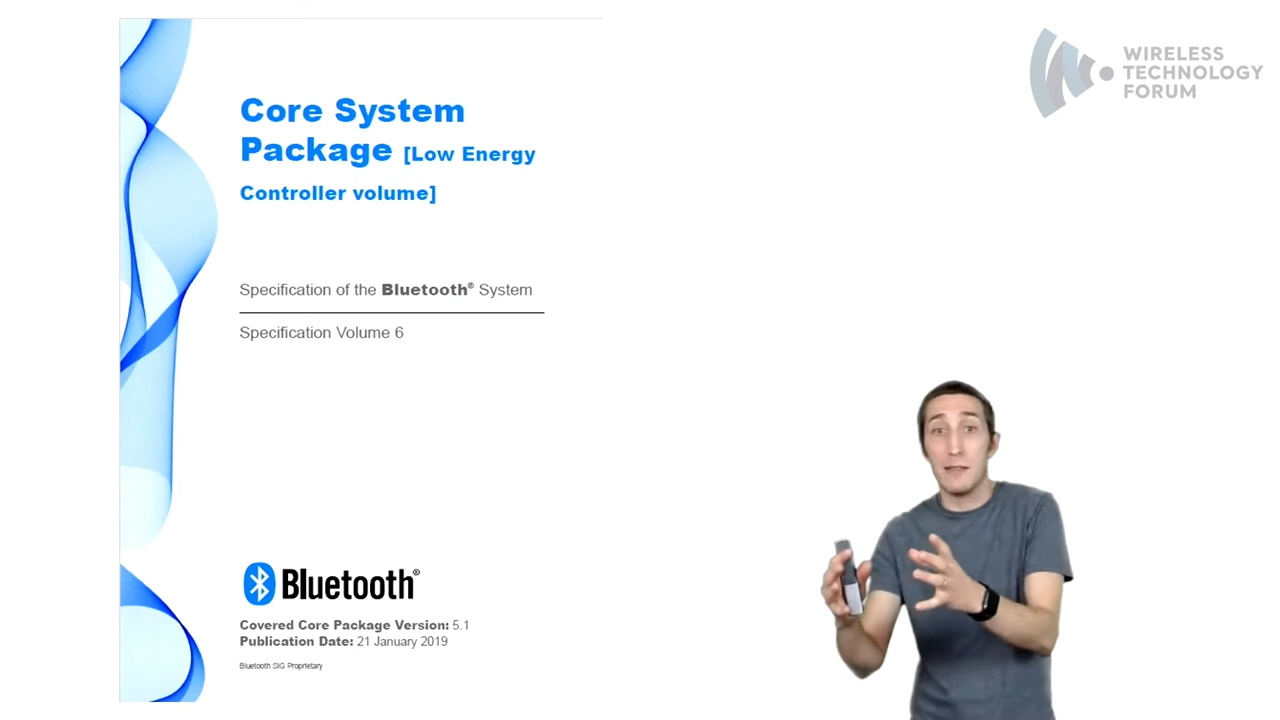 Core System
Package [Low Energy
Controller volume]
Specification of the Bluetooth® System
Specification Volume 6
Bluetooth®
Covered Core Package Version: 5.1
Publication Date: 21 January 2019
Bluetooth SIG Proprietary
WIRELESS
TECHNOLOGY
FORUM